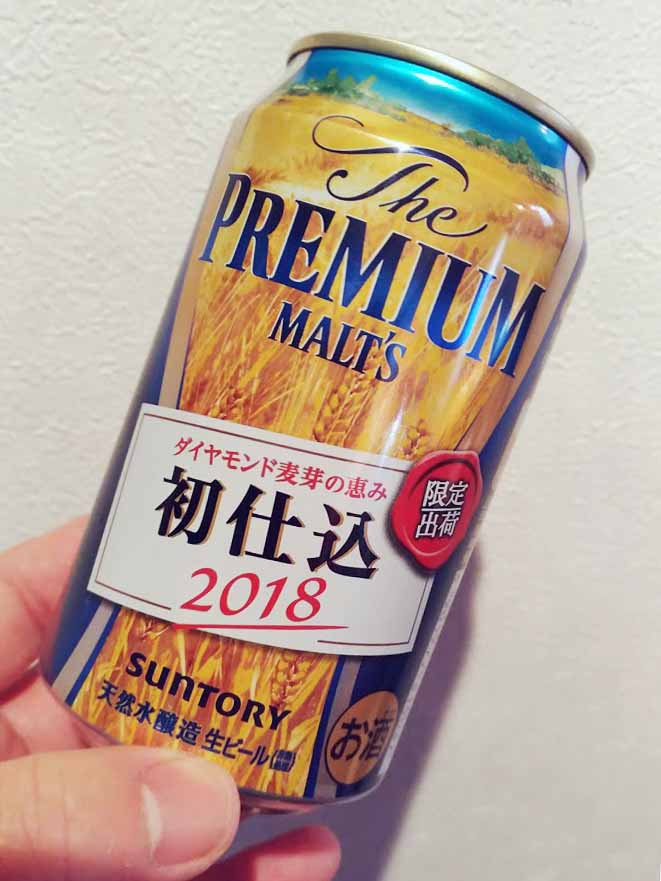 The
PREMIUM
MALT'S
ダイヤモンド麦芽の恵み
初仕込
2018
限定
出荷
SUNTORY
天然水醸造 生ビール
お酒